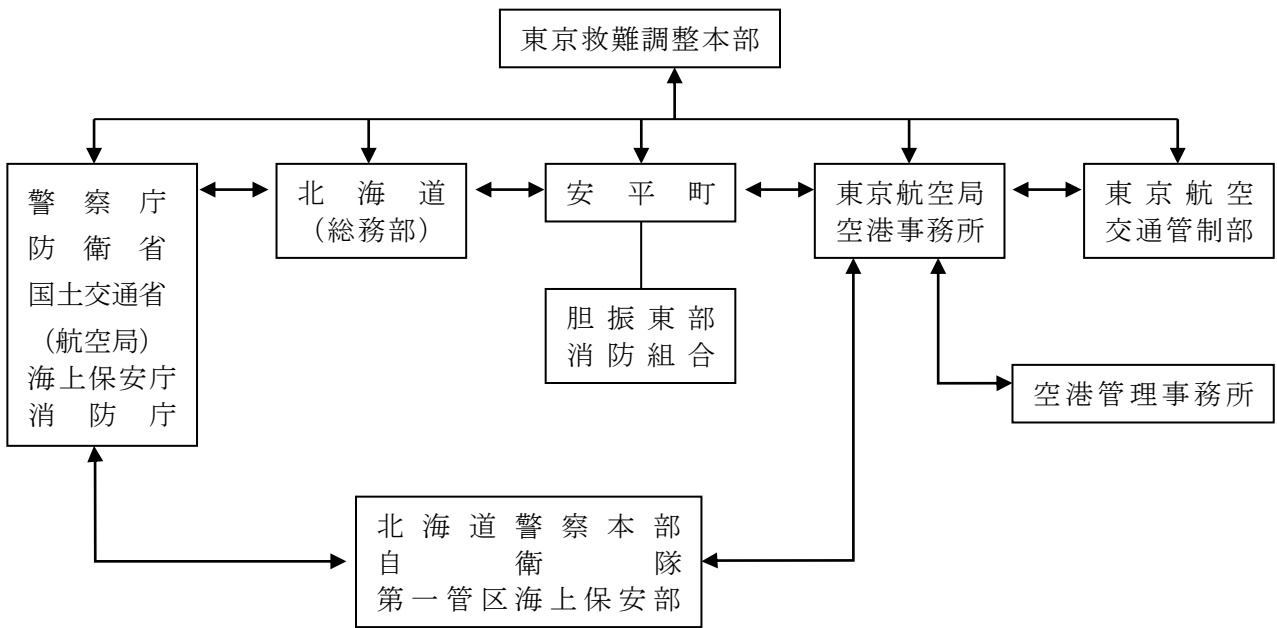 東京救難調整本部
警察庁
防衛省
国土交通省
（航空局）
海上保安庁
消防庁
北海道
（総務部）
安平町
東京航空局
空港事務所
東京航空
交通管制部
胆振東部
消防組合
空港管理事務所
北海道警察本部
自衛隊
第一管区海上保安部